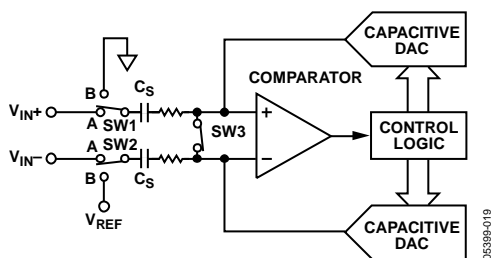 CAPACITIVE
DAC
COMPARATOR
B
VIN+
A SW1
CS
SW3
+
CONTROL
LOGIC
VIN–
A
SW2
–
B
CS
VREF
CAPACITIVE
DAC
05399-019